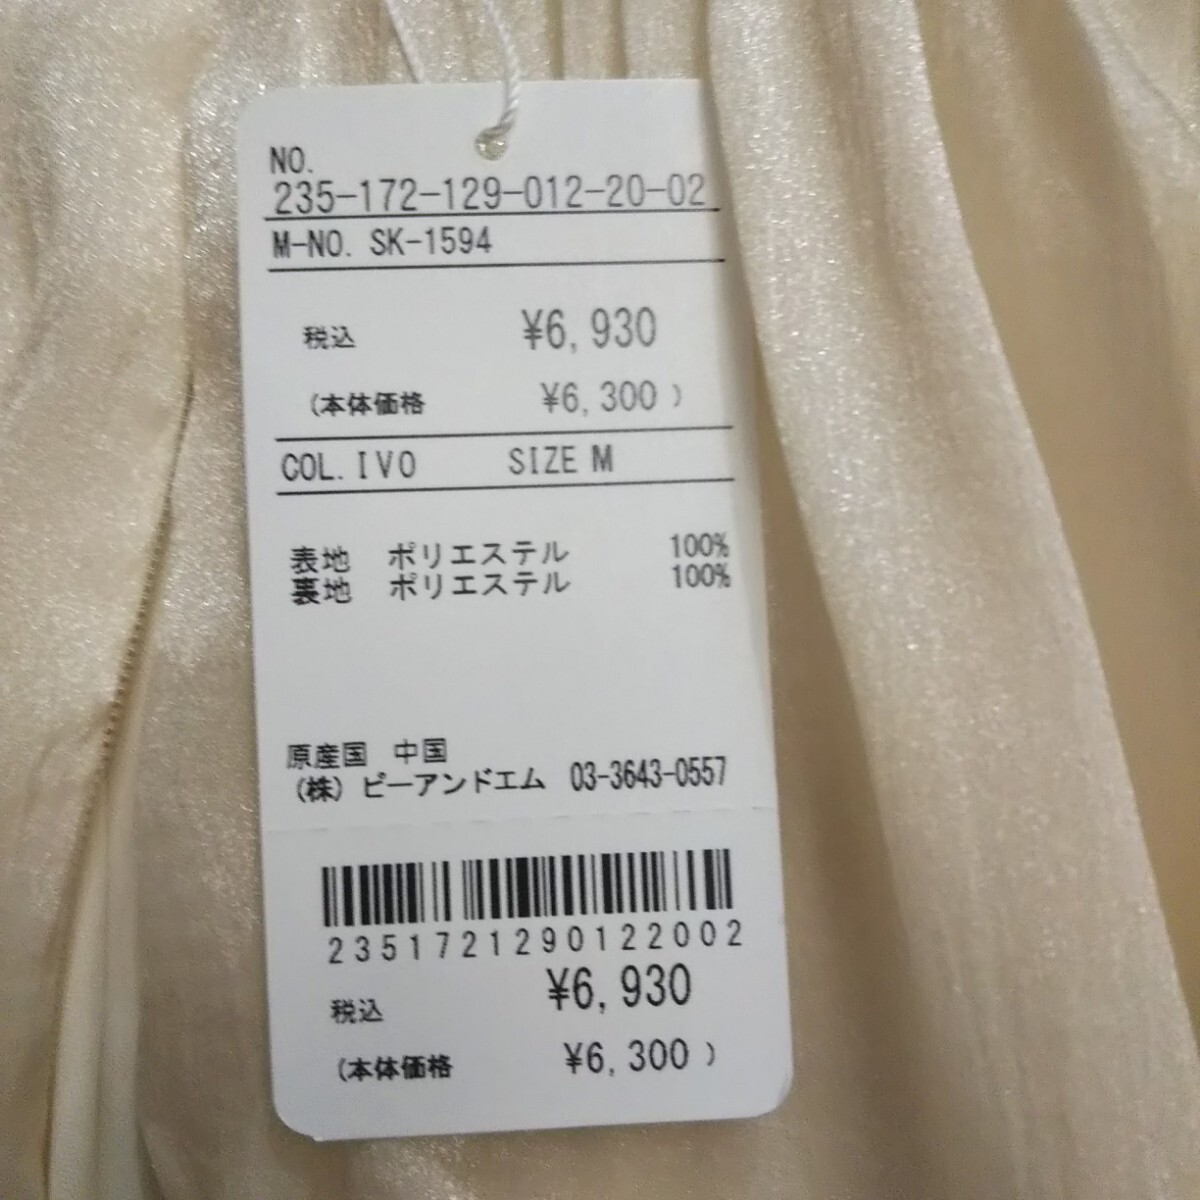 NO.
235-172-129-012-20-02
M-NO. SK-1594
税込 ¥6,930
(本体価格 ¥6,300 )
COL. IVO SIZE M
表地 ポリエステル 100%
裏地 ポリエステル 100%
原産国 中国
(株) ピーアンドエム 03-3643-0557
2351721290122002
税込 ¥6,930
(本体価格 ¥6,300 )